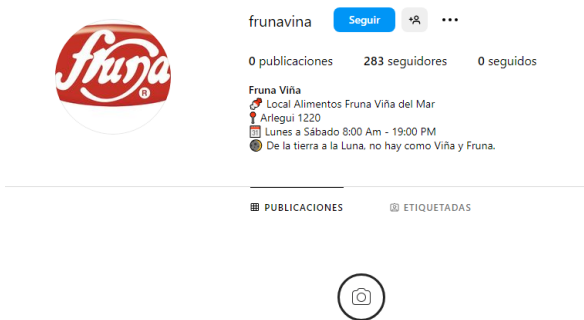 fruna
®
frunavina Seguir
0 publicaciones 283 seguidores 0 seguidos
Fruna Viña
Local Alimentos Fruna Viña del Mar
Arlegui 1220
Lunes a Sábado 8:00 Am - 19:00 PM
De la tierra a la Luna, no hay como Viña y Fruna.
PUBLICACIONES ETIQUETADAS